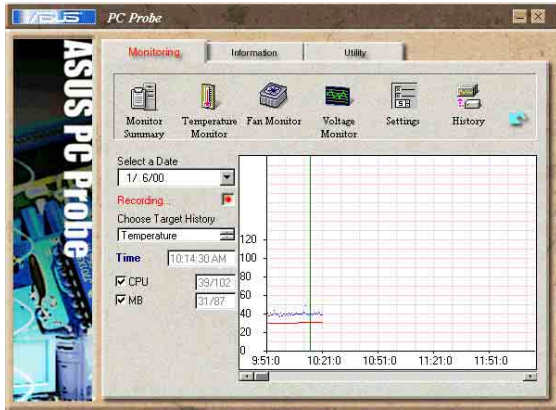 ASUS
PC Probe
ASUS PC Probe
Monitoring
Information
Utility
Monitor Summary
Temperature Monitor
Fan Monitor
Voltage Monitor
Settings
History
Select a Date
1/ 6/00
Recording...
Choose Target History
Temperature
Time
10:14:30 AM
CPU
39/102
MB
31/87
120
100
80
60
40
20
0
9:51:0
10:21:0
10:51:0
11:21:0
11:51:0